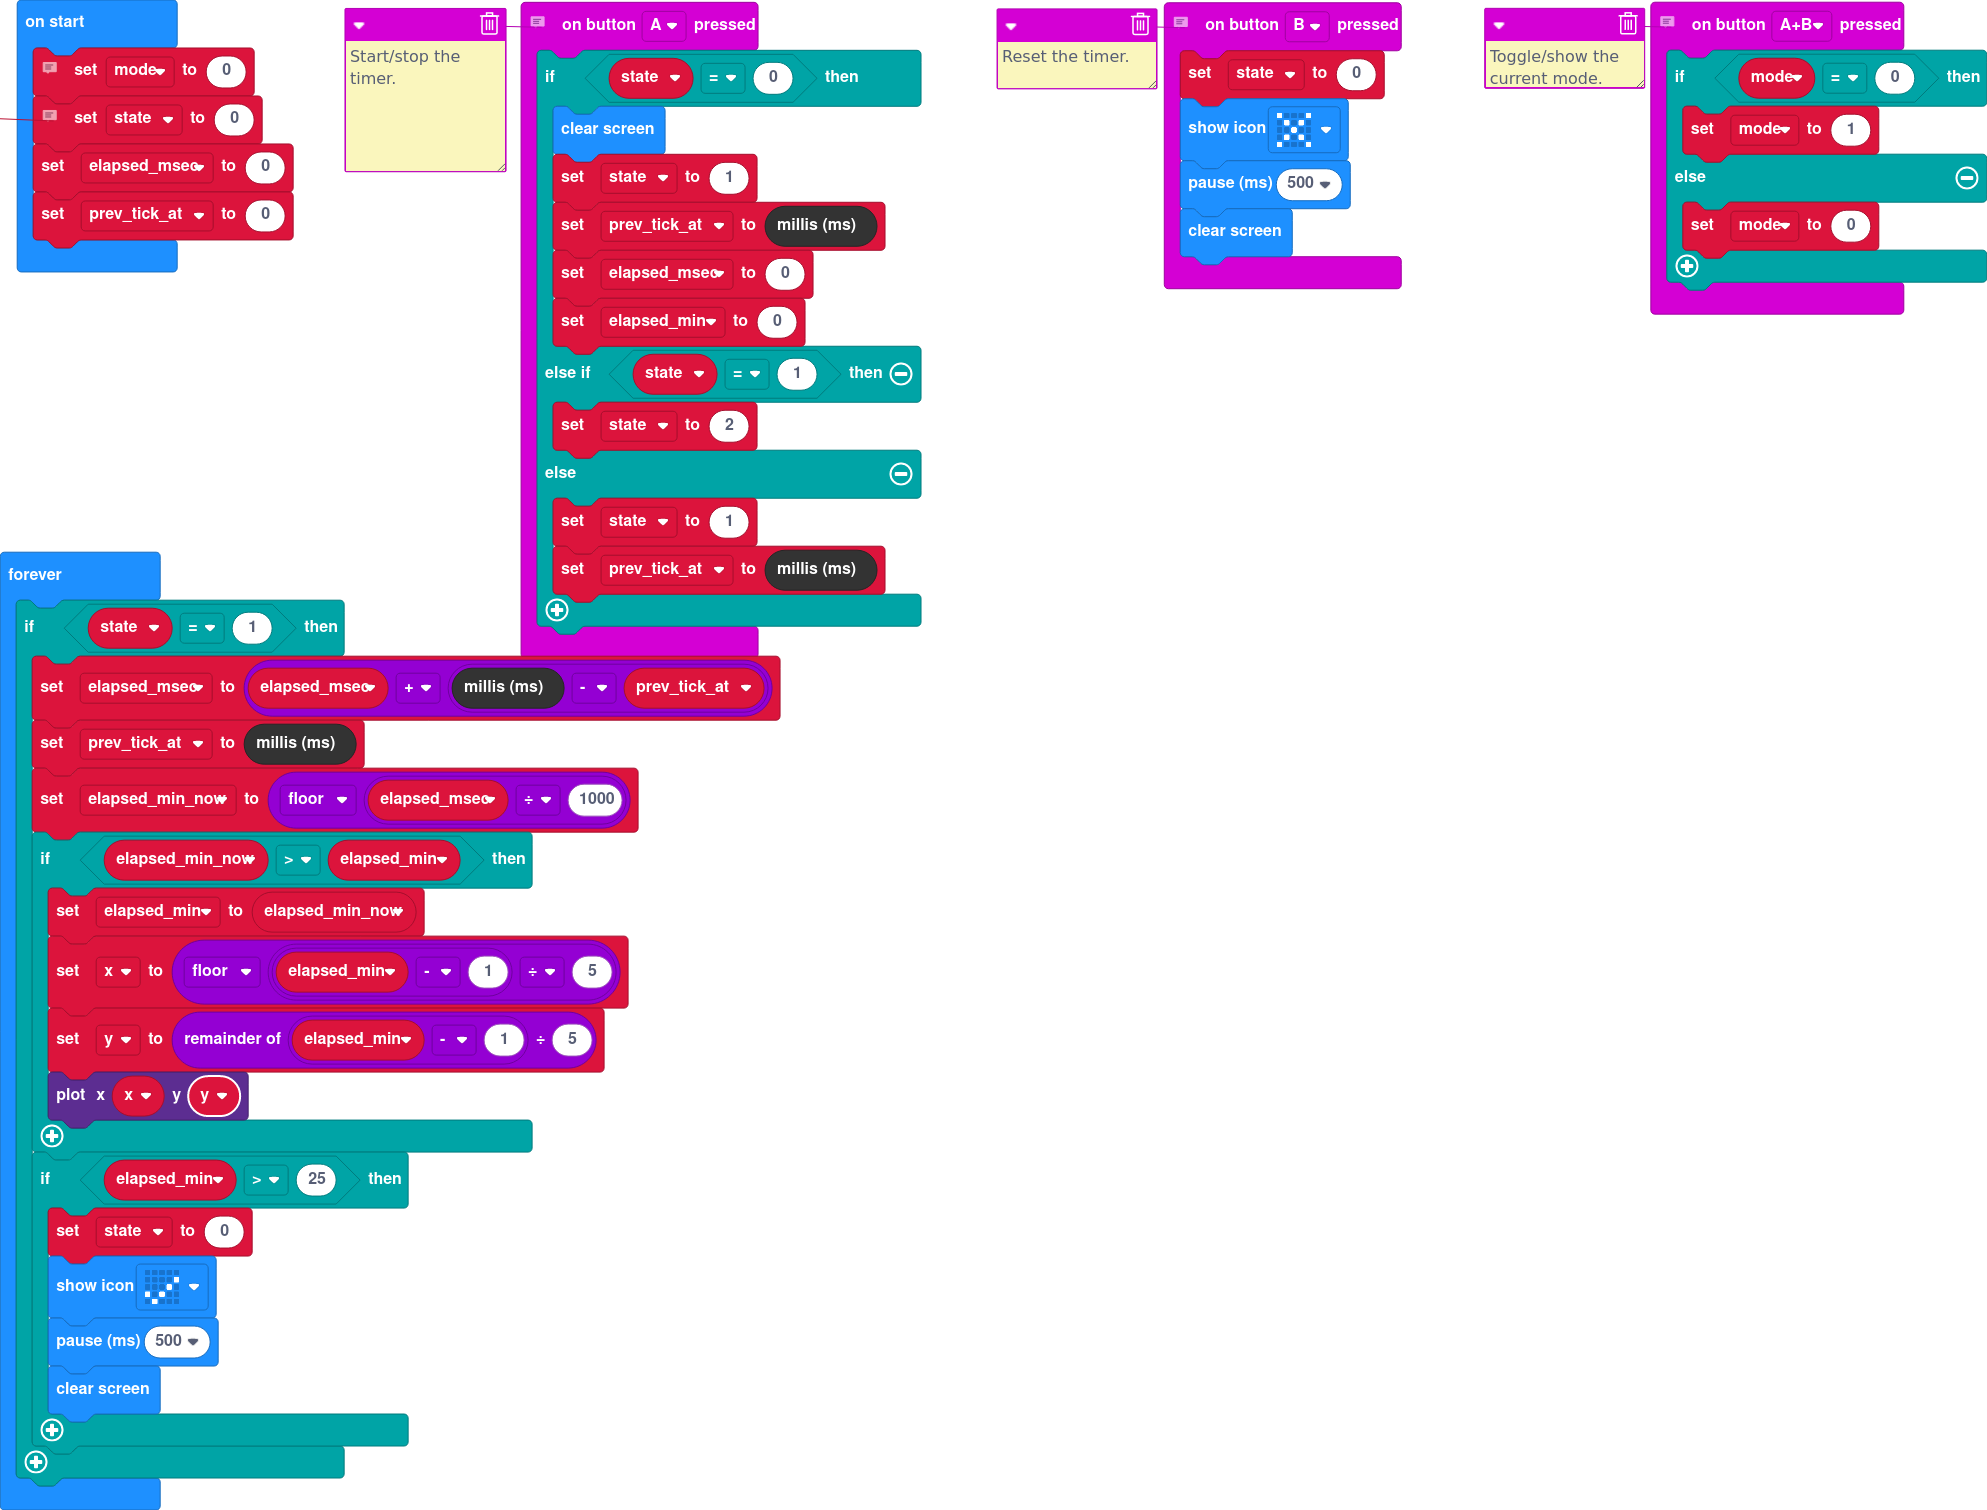 on start
set mode to 0
set state to 0
set elapsed_msec to 0
set prev_tick_at to 0
Start/stop the
timer.
on button A pressed
if state = 0 then
clear screen
set state to 1
set prev_tick_at to millis (ms)
set elapsed_msec to 0
set elapsed_min to 0
else if state = 1 then
set state to 2
else
set state to 1
set prev_tick_at to millis (ms)
Reset the timer.
on button B pressed
set state to 0
show icon
pause (ms) 500
clear screen
Toggle/show the
current mode.
on button A+B pressed
if mode = 0 then
set mode to 1
else
set mode to 0
forever
if state = 1 then
set elapsed_msec to elapsed_msec + millis (ms) - prev_tick_at
set prev_tick_at to millis (ms)
set elapsed_min_now to floor elapsed_msec ÷ 1000
if elapsed_min_now > elapsed_min then
set elapsed_min to elapsed_min_now
set x to floor elapsed_min - 1 ÷ 5
set y to remainder of elapsed_min - 1 ÷ 5
plot x x y y
if elapsed_min > 25 then
set state to 0
show icon
pause (ms) 500
clear screen